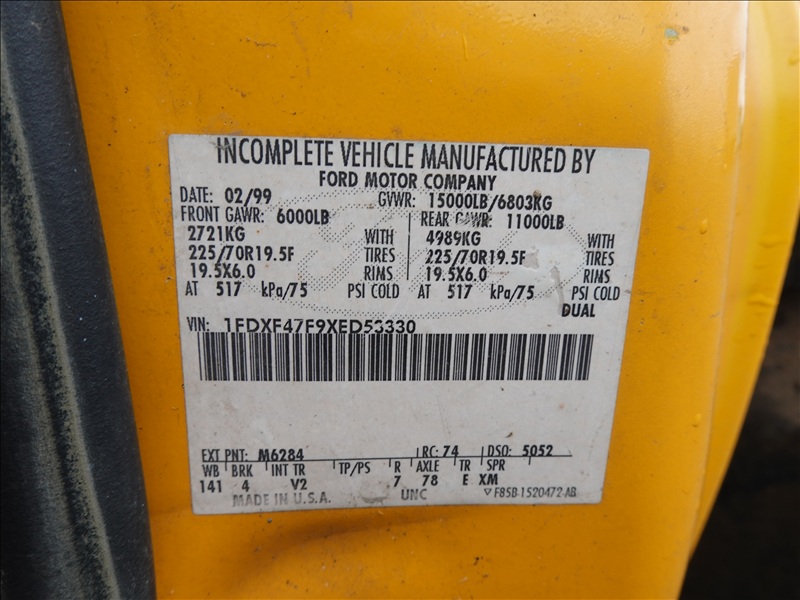 INCOMPLETE VEHICLE MANUFACTURED BY
FORD MOTOR COMPANY
DATE: 02/99 GVWR: 15000LB/6803KG
FRONT GAWR: 6000LB REAR GAWR: 11000LB
2721KG WITH 4989KG WITH
225/70R19.5F TIRES 225/70R19.5F TIRES
19.5X6.0 RIMS 19.5X6.0 RIMS
AT 517 kPa/75 PSI COLD AT 517 kPa/75 PSI COLD
DUAL
VIN: 1FDXF47F9XED53330
EXT PNT: M6284 RC: 74 DSO: 5052
WB BRK INT TR TP/PS R AXLE TR SPR
141 4 V2 7 78 E XM
MADE IN U.S.A. UNC F85B-1520472-AB